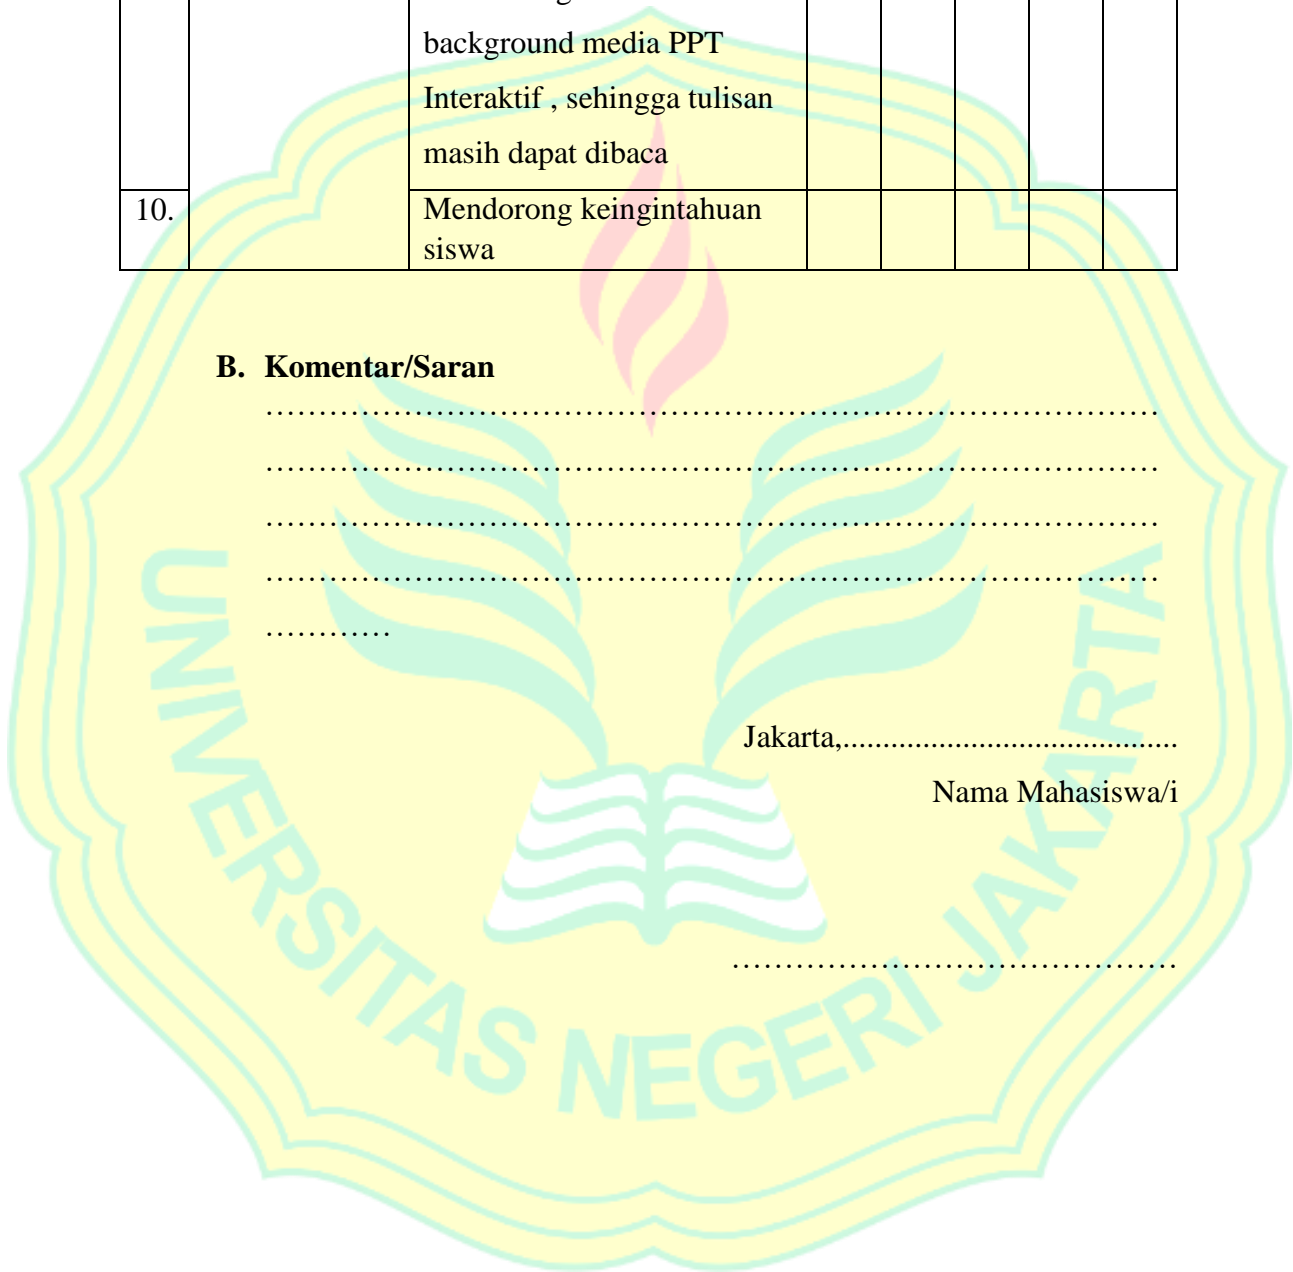 background media PPT
Interaktif , sehingga tulisan
masih dapat dibaca
10. Mendorong keingintahuan
siswa
B. Komentar/Saran
…………………………………………………………………………
…………………………………………………………………………
…………………………………………………………………………
…………………………………………………………………………
…………
Jakarta,..........................................
Nama Mahasiswa/i
……………………………………
UNIVERSITAS NEGERI JAKARTA